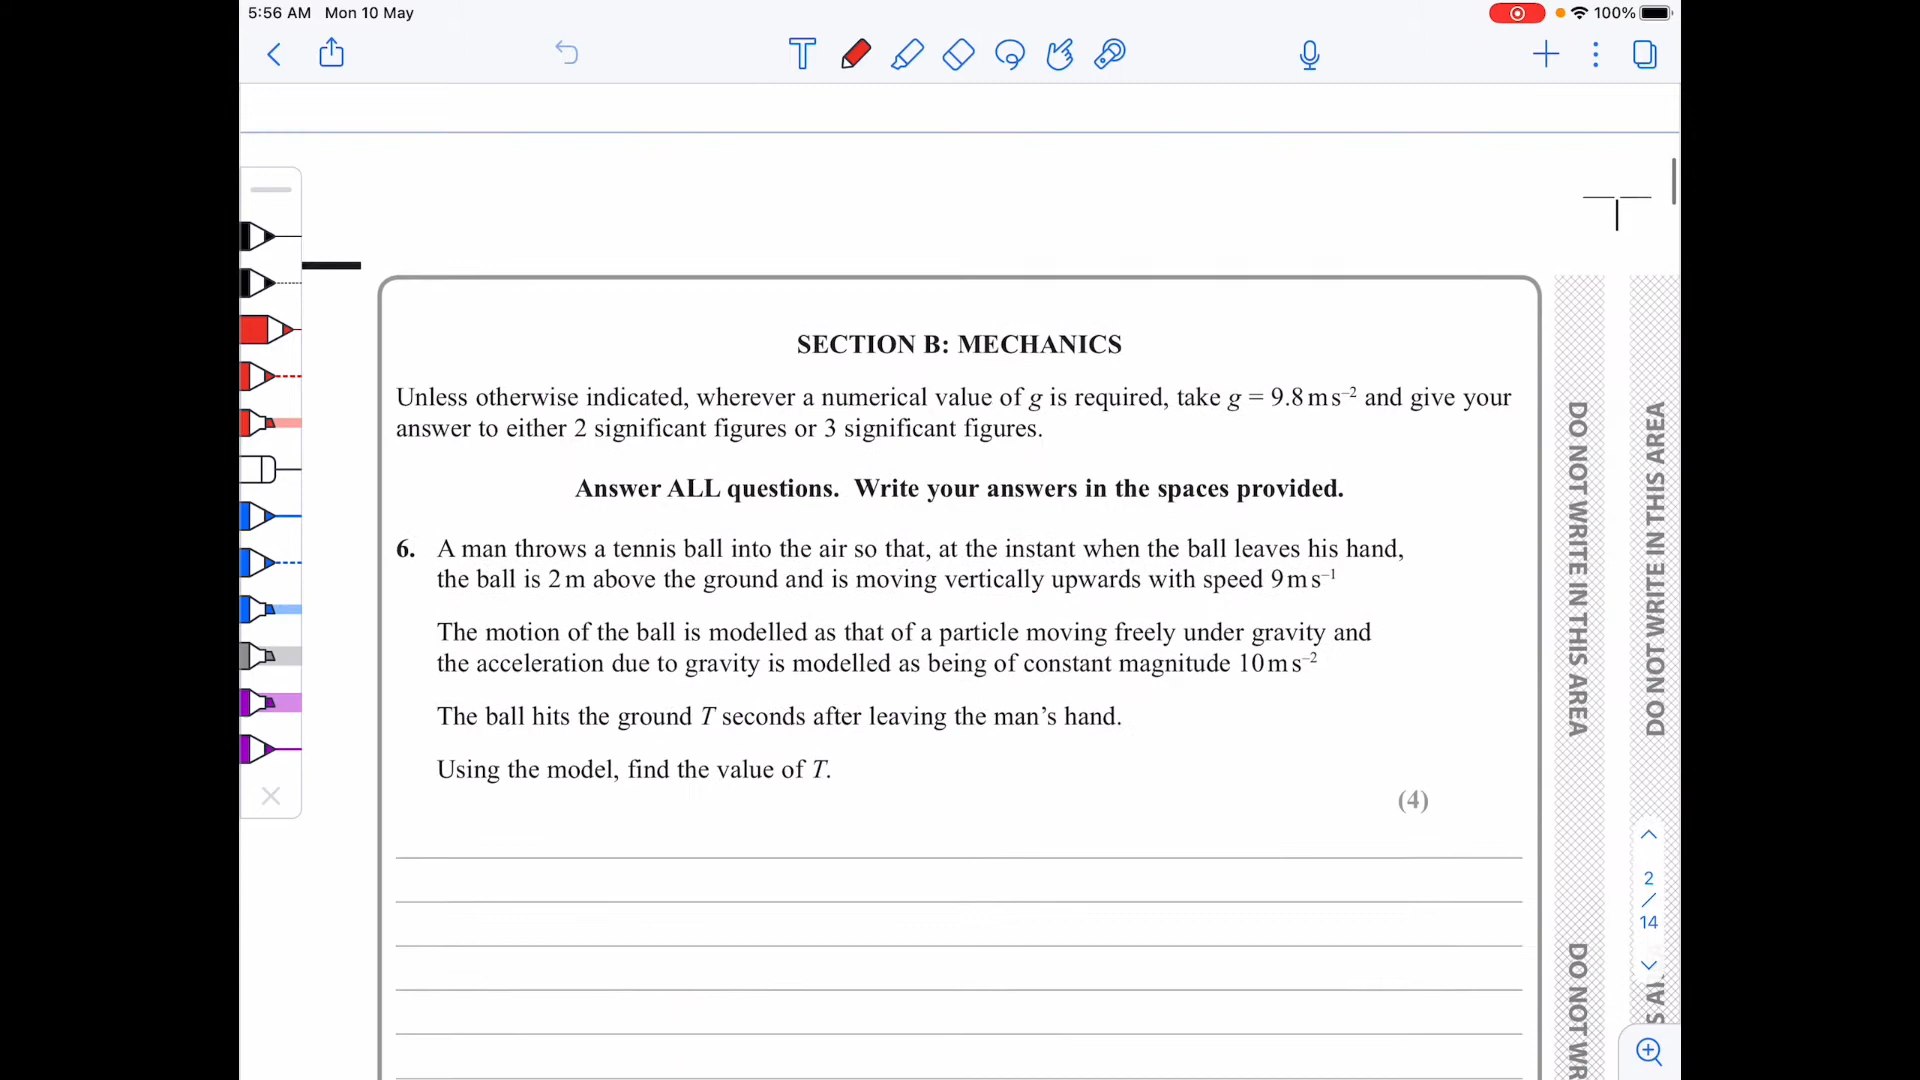 5:56 AM Mon 10 May
100%
SECTION B: MECHANICS
Unless otherwise indicated, wherever a numerical value of g is required, take g = 9.8 m s⁻² and give your
answer to either 2 significant figures or 3 significant figures.
Answer ALL questions. Write your answers in the spaces provided.
6. A man throws a tennis ball into the air so that, at the instant when the ball leaves his hand,
the ball is 2 m above the ground and is moving vertically upwards with speed 9 m s⁻¹
The motion of the ball is modelled as that of a particle moving freely under gravity and
the acceleration due to gravity is modelled as being of constant magnitude 10 m s⁻²
The ball hits the ground T seconds after leaving the man’s hand.
Using the model, find the value of T.
(4)
DO NOT WRITE IN THIS AREA
DO NOT WRITE IN THIS AREA
2
/
14
DO NOT WR